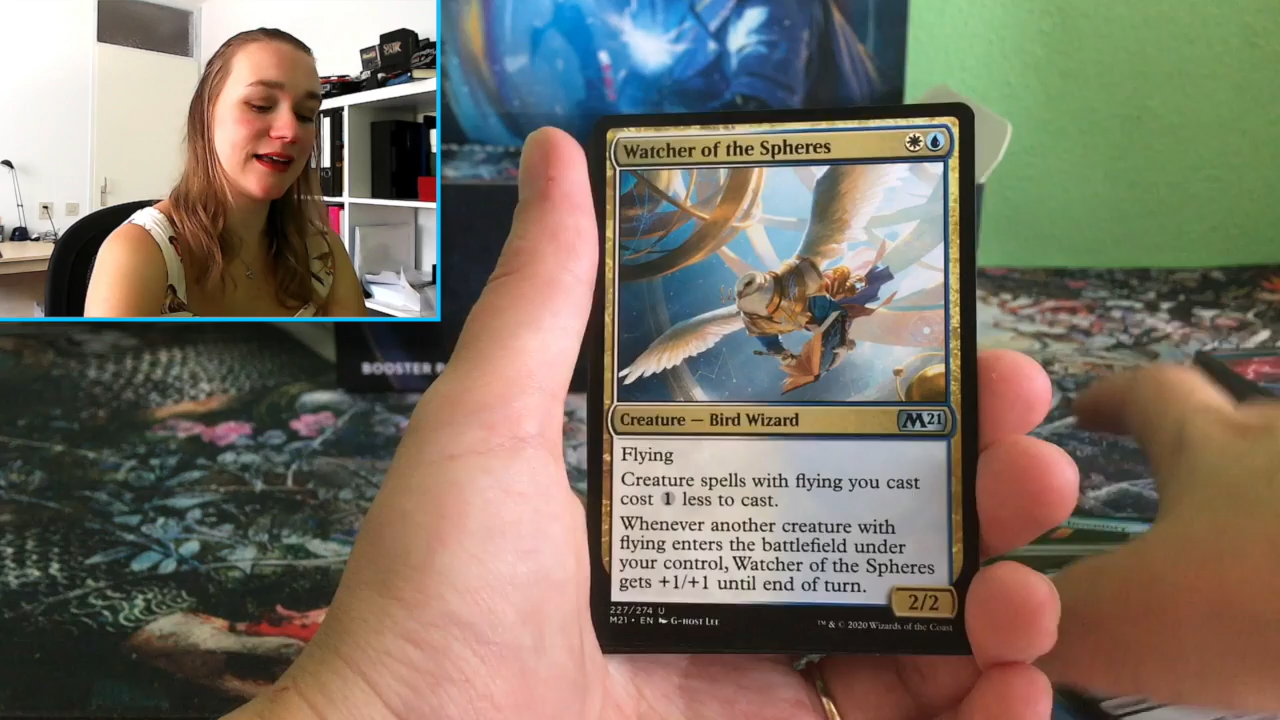 BOOSTER P
Watcher of the Spheres
Creature — Bird Wizard
M21
Flying
Creature spells with flying you cast
cost 1 less to cast.
Whenever another creature with
flying enters the battlefield under
your control, Watcher of the Spheres
gets +1/+1 until end of turn.
2/2
227/274 U
M21 • EN G-host Lee
™ & © 2020 Wizards of the Coast